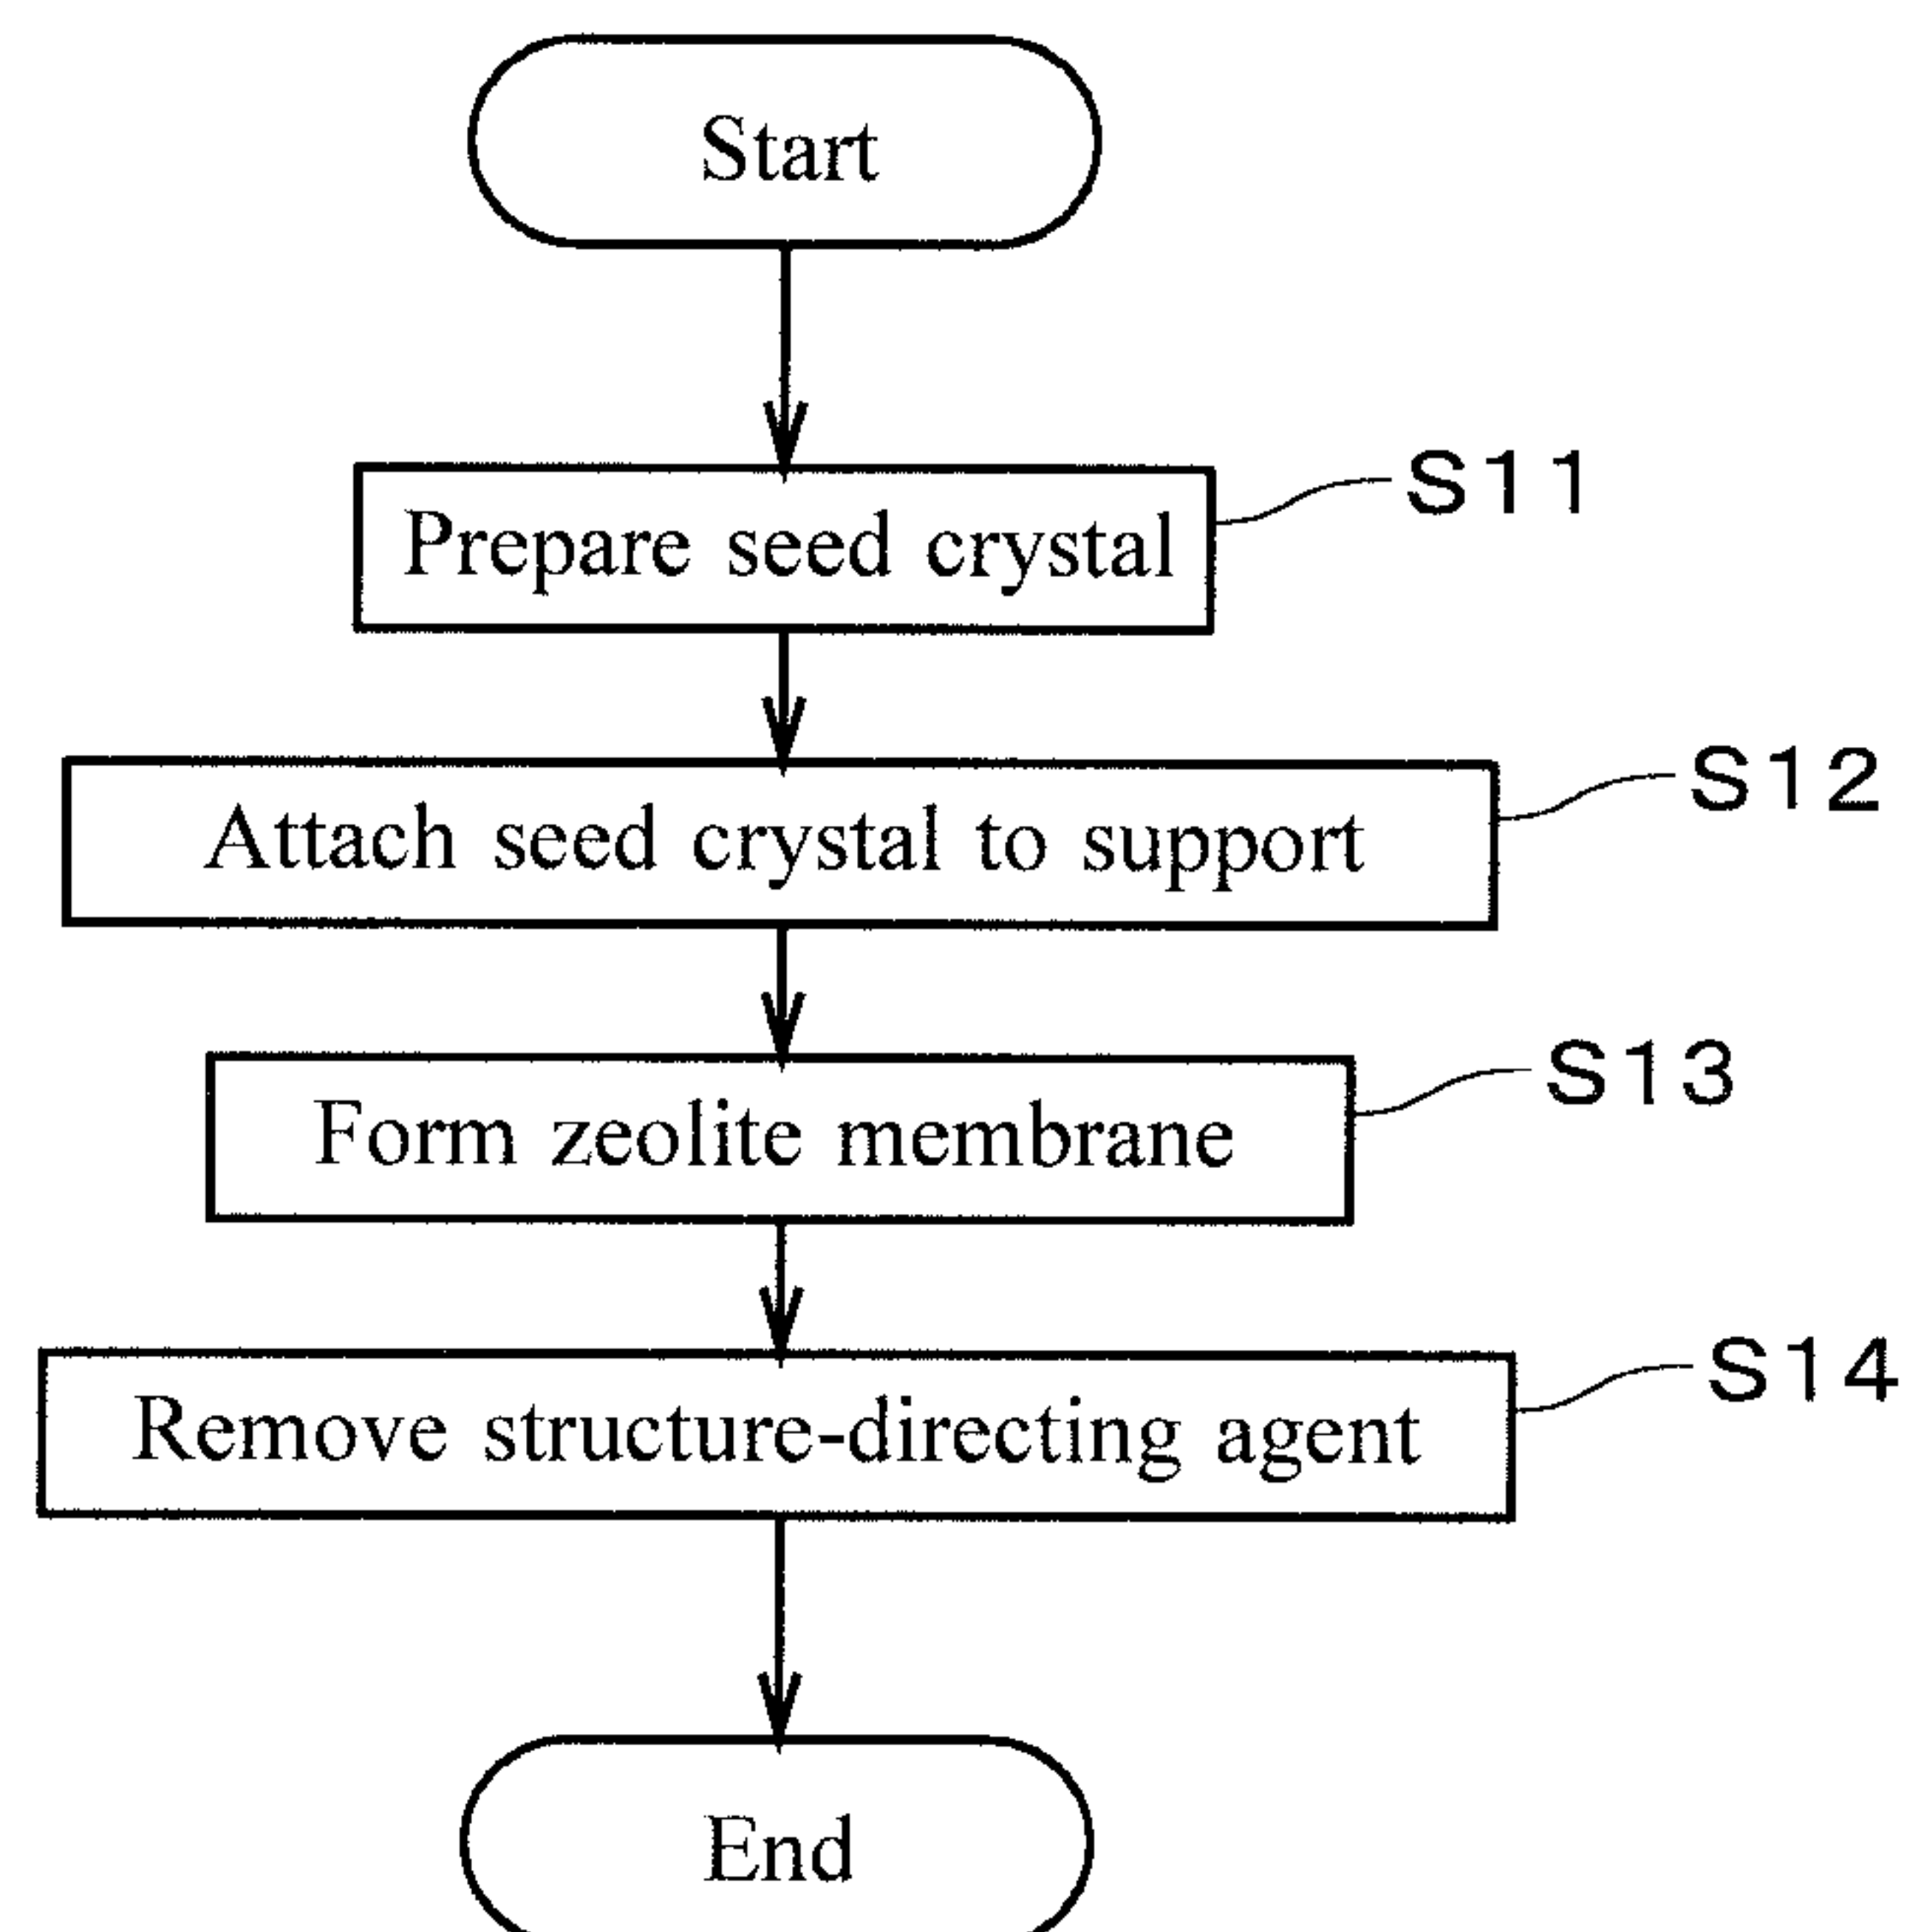 Start
Prepare seed crystal
S11
Attach seed crystal to support
S12
Form zeolite membrane
S13
Remove structure-directing agent
S14
End